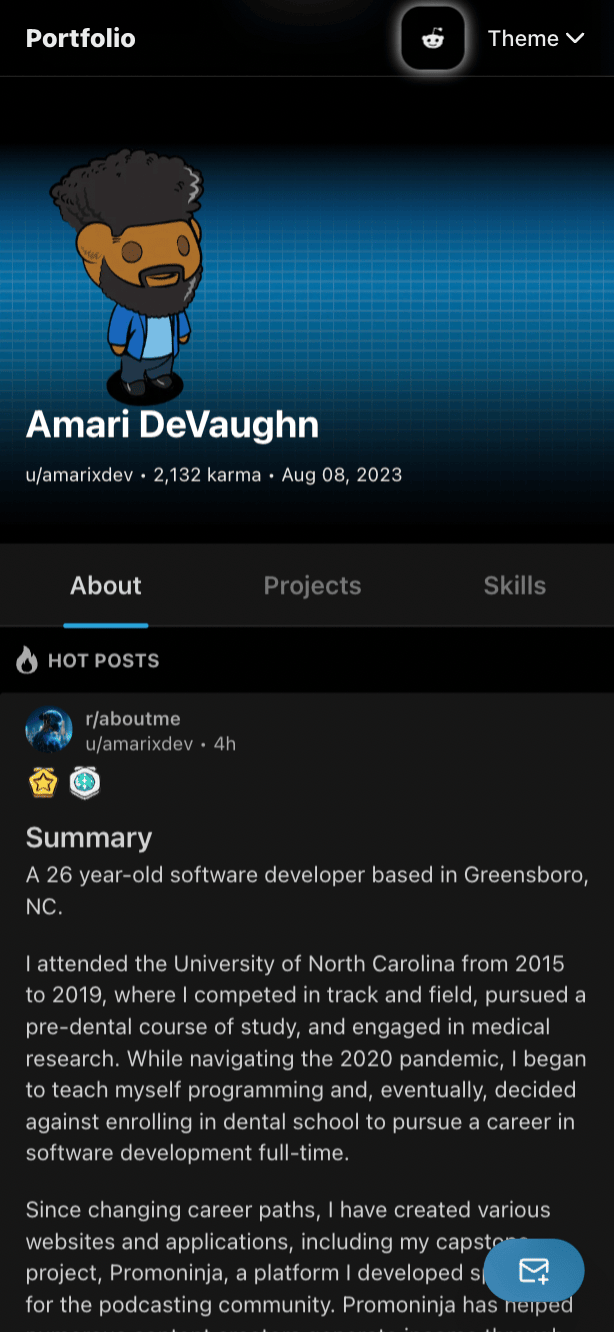 Portfolio
Theme
Amari DeVaughn
u/amarixdev • 2,132 karma • Aug 08, 2023
About Projects Skills
HOT POSTS
r/aboutme
u/amarixdev • 4h
Summary
A 26 year-old software developer based in Greensboro,
NC.
I attended the University of North Carolina from 2015
to 2019, where I competed in track and field, pursued a
pre-dental course of study, and engaged in medical
research. While navigating the 2020 pandemic, I began
to teach myself programming and, eventually, decided
against enrolling in dental school to pursue a career in
software development full-time.
Since changing career paths, I have created various
websites and applications, including my capstone
project, Promoninja, a platform I developed
for the podcasting community. Promoninja has helped